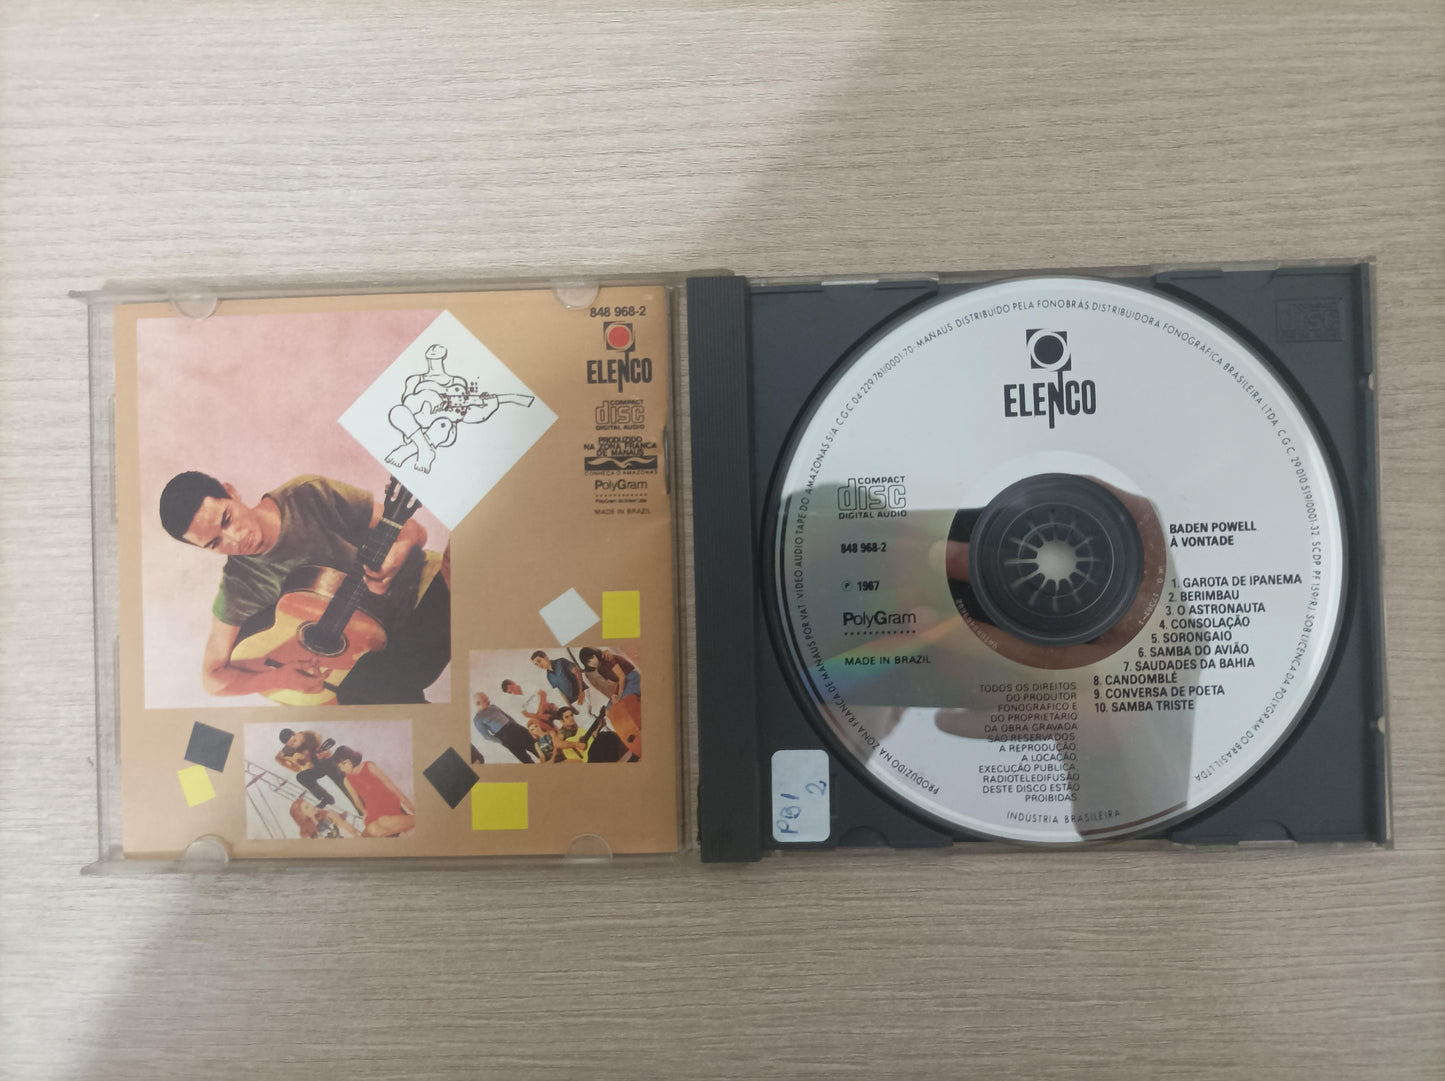 848 968-2
ELENCO
COMPACT
disc
DIGITAL AUDIO
PRODUZIDO
NA ZONA FRANCA
DE MANAUS
CONHEÇA O AMAZONAS
PolyGram
MADE IN BRAZIL
PRODUZIDO NA ZONA FRANCA DE MANAUS POR VAT · VIDEO AUDIO TAPE DO AMAZONAS S/A C.G.C. 04.229.761/0001-70 · MANAUS DISTRIBUIDO PELA FONOBRÁS DISTRIBUIDORA FONOGRÁFICA BRASILEIRA LTDA. C.G.C. 29.010.519/0001-32 SOB LICENÇA DA POLYGRAM DO BRASIL LTDA
ELENCO
COMPACT
disc
DIGITAL AUDIO
848 968-2
℗ 1967
PolyGram
MADE IN BRAZIL
BADEN POWELL
À VONTADE
1. GAROTA DE IPANEMA
2. BERIMBAU
3. O ASTRONAUTA
4. CONSOLAÇÃO
5. SORONGAIO
6. SAMBA DO AVIÃO
7. SAUDADES DA BAHIA
8. CANDOMBLÉ
9. CONVERSA DE POETA
10. SAMBA TRISTE
TODOS OS DIREITOS
DO PRODUTOR
FONOGRÁFICO E
DO PROPRIETÁRIO
DA OBRA GRAVADA
SÃO RESERVADOS.
A REPRODUÇÃO,
A LOCAÇÃO,
EXECUÇÃO PÚBLICA,
RADIOTELEDIFUSÃO
DESTE DISCO ESTÃO
PROIBIDAS.
INDÚSTRIA BRASILEIRA